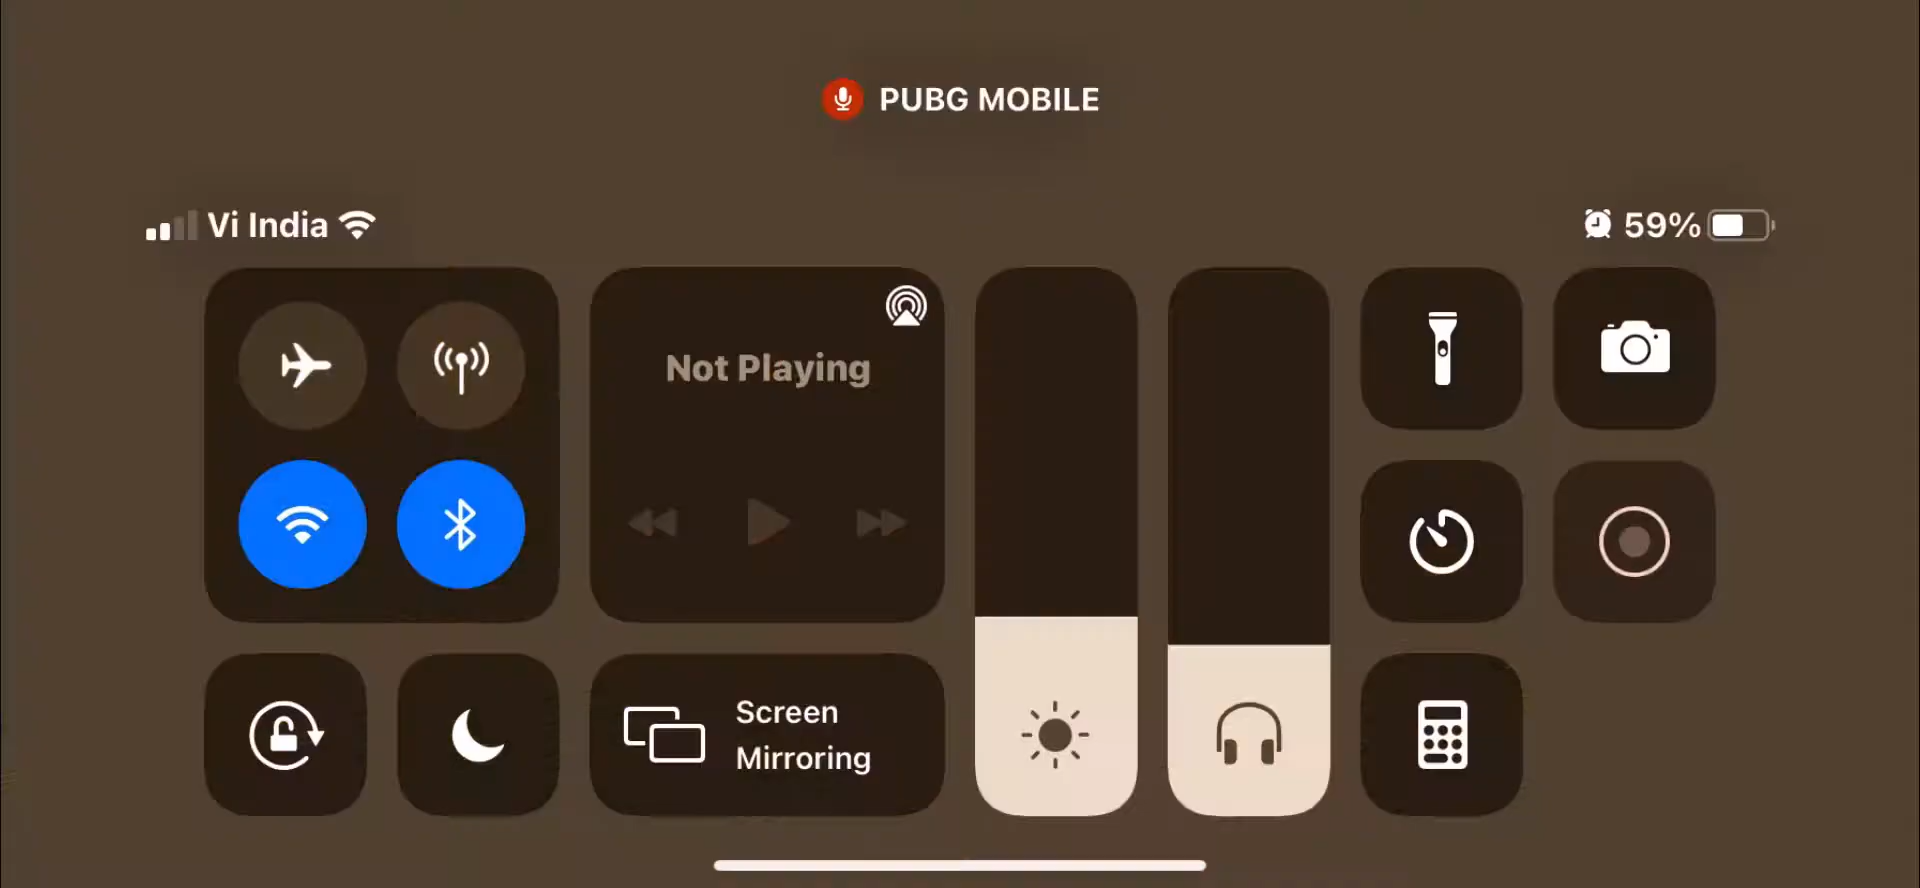 PUBG MOBILE
Vi India
59%
Not Playing
Screen
Mirroring